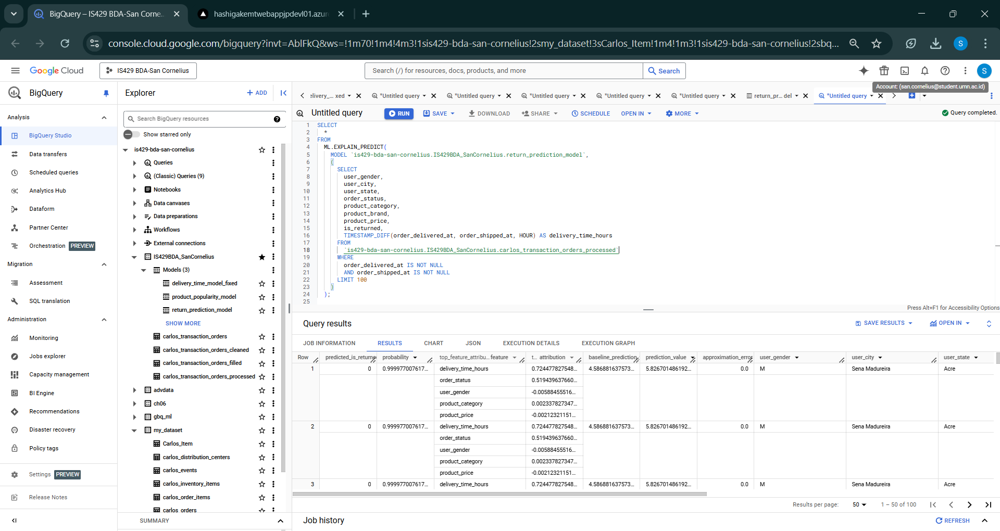 BigQuery – IS429 BDA-San Corne...
hashigakemtwebappjpdevl01.azur
console.cloud.google.com/bigquery?invt=AblFkQ&ws=!1m70!1m4!4m3!1sis429-bda-san-cornelius!2smy_dataset!3sCarlos_Item!1m4!1m3!1sis429-bda-san-cornelius!2sbq...
S
Google Cloud
IS429 BDA-San Cornelius
Search (/) for resources, docs, products, and more
Search
S
Account: (san.cornelius@student.umn.ac.id)
BigQuery
Analysis
BigQuery Studio
Data transfers
Scheduled queries
Analytics Hub
Dataform
Partner Center
Orchestration PREVIEW
Migration
Assessment
SQL translation
Administration
Monitoring
Jobs explorer
Capacity management
BI Engine
Recommendations
Disaster recovery
Policy tags
Settings PREVIEW
Release Notes
Explorer
+ ADD
Search BigQuery resources
Show starred only
is429-bda-san-cornelius
Queries
(Classic) Queries (9)
Notebooks
Data canvases
Data preparations
Workflows
External connections
IS429BDA_SanCornelius
Models (3)
delivery_time_model_fixed
product_popularity_model
return_prediction_model
SHOW MORE
carlos_transaction_orders
carlos_transaction_orders_cleaned
carlos_transaction_orders_filled
carlos_transaction_orders_processed
advdata
ch06
gbq_ml
my_dataset
Carlos_Item
carlos_distribution_centers
carlos_events
carlos_inventory_items
carlos_order_items
carlos_orders
SUMMARY
elivery_... xed
*Untitled query
*Untitled query
*Untitled query
*Untitled query
*Untitled query
return_pr... del
*Untitled query
Untitled query
RUN
SAVE
DOWNLOAD
SHARE
SCHEDULE
OPEN IN
MORE
Query completed.
1 SELECT
2 *
3 FROM
4 ML.EXPLAIN_PREDICT(
5 MODEL `is429-bda-san-cornelius.IS429BDA_SanCornelius.return_prediction_model`,
6 (
7 SELECT
8 user_gender,
9 user_city,
10 user_state,
11 order_status,
12 product_category,
13 product_brand,
14 product_price,
15 is_returned,
16 TIMESTAMP_DIFF(order_delivered_at, order_shipped_at, HOUR) AS delivery_time_hours
17 FROM
18 `is429-bda-san-cornelius.IS429BDA_SanCornelius.carlos_transaction_orders_processed`
19 WHERE
20 order_delivered_at IS NOT NULL
21 AND order_shipped_at IS NOT NULL
22 LIMIT 100
23 )
24 );
25
Press Alt+F1 for Accessibility Options
Query results
SAVE RESULTS
OPEN IN
JOB INFORMATION
RESULTS
CHART
JSON
EXECUTION DETAILS
EXECUTION GRAPH
Row predicted_is_returne probability top_feature_attribu... feature t... attribution baseline_prediction prediction_value approximation_error user_gender user_city user_state
1 0 0.999977007617... delivery_time_hours 0.724477827548... 4.586881637573... 5.826701486192... 0.0 M Sena Madureira Acre
order_status 0.519439637660...
user_gender -0.00588455516...
product_category 0.002337827347...
product_price -0.00212321151...
2 0 0.999977007617... delivery_time_hours 0.724477827548... 4.586881637573... 5.826701486192... 0.0 M Sena Madureira Acre
order_status 0.519439637660...
user_gender -0.00588455516...
product_category 0.002337827347...
product_price -0.00212321151...
3 0 0.999977007617... delivery_time_hours 0.724477827548... 4.586881637573... 5.826701486192... 0.0 M Sena Madureira Acre
Results per page: 50 1 – 50 of 100
Job history
REFRESH